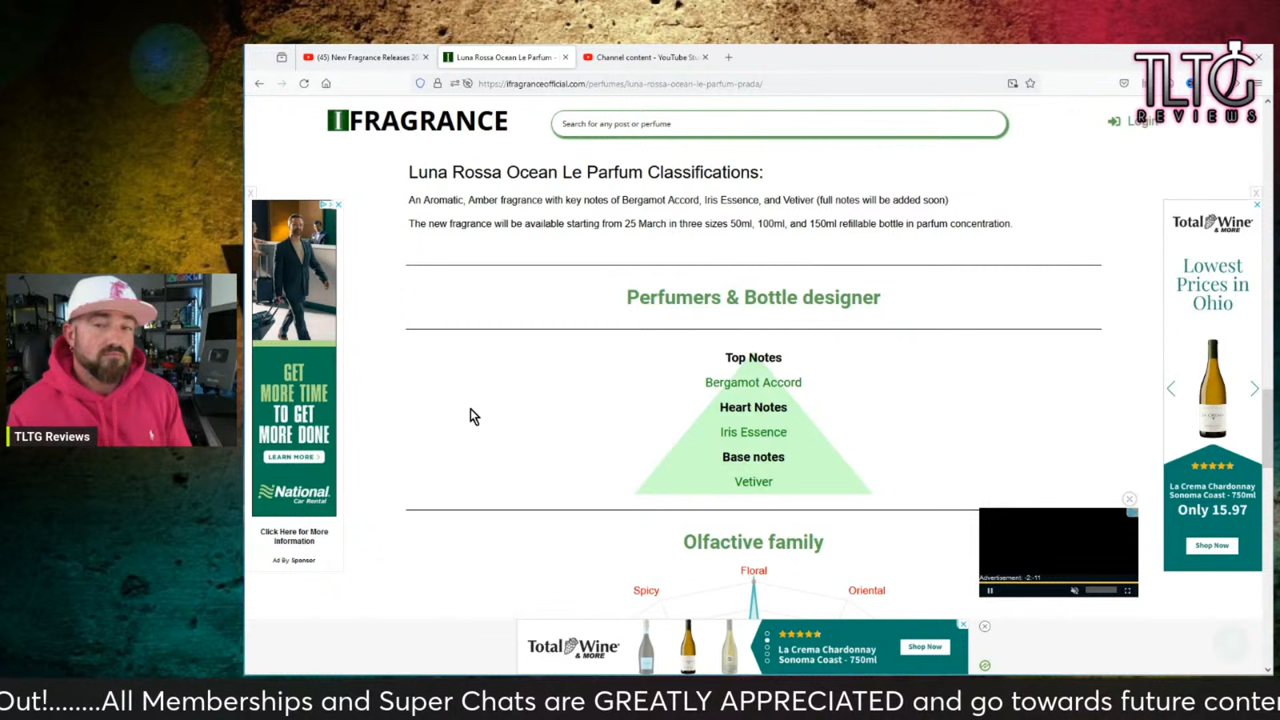 (45) New Fragrance Releases 20
Luna Rossa Ocean Le Parfum -
Channel content - YouTube Stu
https://ifragranceofficial.com/perfumes/luna-rossa-ocean-le-parfum-prada/
TLTG
REVIEWS
IFRAGRANCE
Search for any post or perfume
Login
Luna Rossa Ocean Le Parfum Classifications:
An Aromatic, Amber fragrance with key notes of Bergamot Accord, Iris Essence, and Vetiver (full notes will be added soon)
The new fragrance will be available starting from 25 March in three sizes 50ml, 100ml, and 150ml refillable bottle in parfum concentration.
Perfumers & Bottle designer
Top Notes
Bergamot Accord
Heart Notes
Iris Essence
Base notes
Vetiver
Olfactive family
Floral
Spicy
Oriental
GET
MORE TIME
TO GET
MORE DONE
LEARN MORE >
National
Car Rental
Click Here for More
Information
Ad By Sponsor
Total Wine
& MORE
Lowest
Prices in
Ohio
La Crema Chardonnay
Sonoma Coast - 750ml
Only 15.97
Shop Now
Advertisement: -2:-11
Total Wine
& MORE
La Crema Chardonnay
Sonoma Coast - 750ml
Shop Now
TLTG Reviews
Out!........All Memberships and Super Chats are GREATLY APPRECIATED and go towards future conte